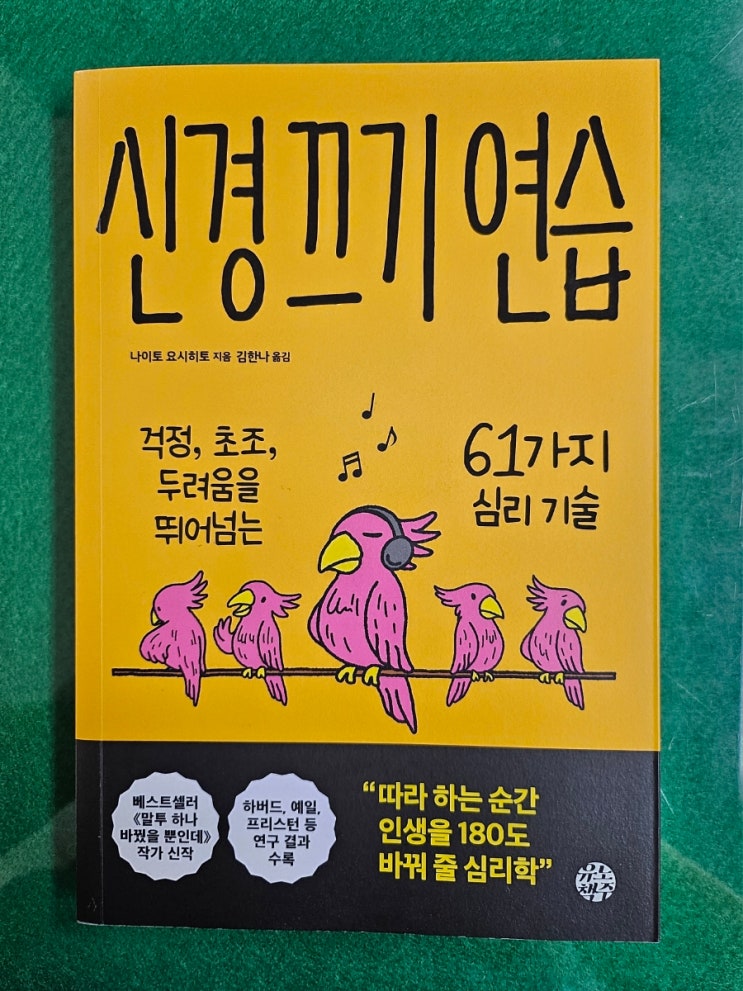 신경 끄기 연습
나이토 요시히토 지음 김한나 옮김
걱정, 초조,
두려움을
뛰어넘는
61가지
심리 기술
베스트셀러
《말투 하나
바꿨을 뿐인데》
작가 신작
하버드, 예일,
프리스턴 등
연구 결과
수록
“따라 하는 순간
인생을 180도
바꿔 줄 심리학”
유노
책주